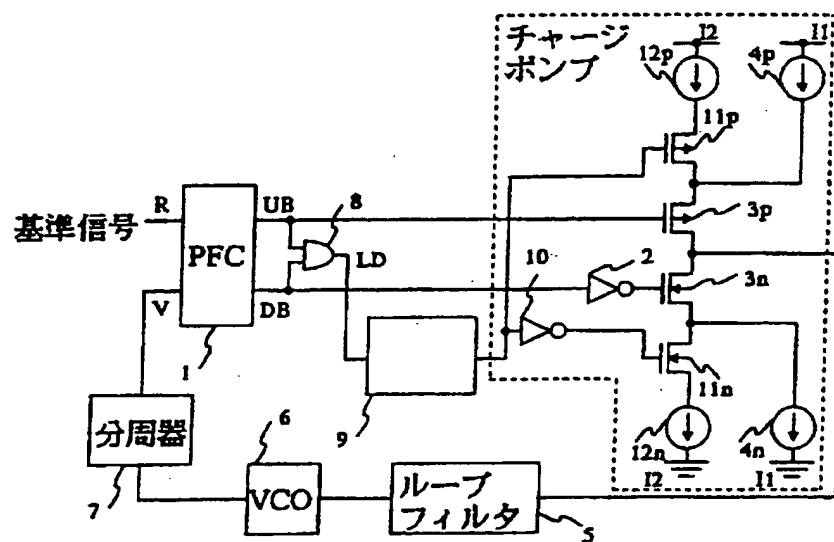 チャージ
ポンプ
I2
I1
12p
4p
11p
R
UB
8
基準信号
PFC
LD
3p
10
2
3n
V
DB
1
9
11n
分周器
7
6
VCO
ループ
フィルタ
5
12n
4n
I2
I1